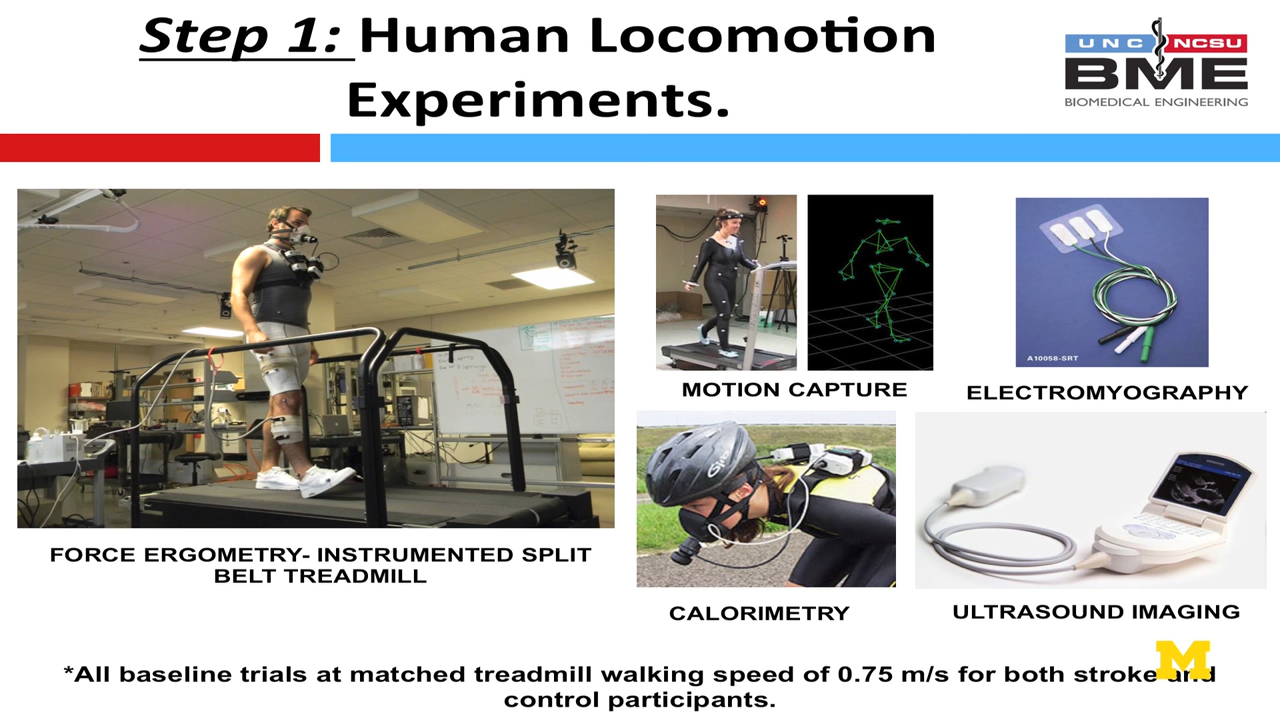 Step 1: Human Locomotion
Experiments.
UNC NCSU
BME
BIOMEDICAL ENGINEERING
A10058-SRT
MOTION CAPTURE
ELECTROMYOGRAPHY
FORCE ERGOMETRY- INSTRUMENTED SPLIT
BELT TREADMILL
CALORIMETRY
ULTRASOUND IMAGING
*All baseline trials at matched treadmill walking speed of 0.75 m/s for both stroke and
control participants.
M